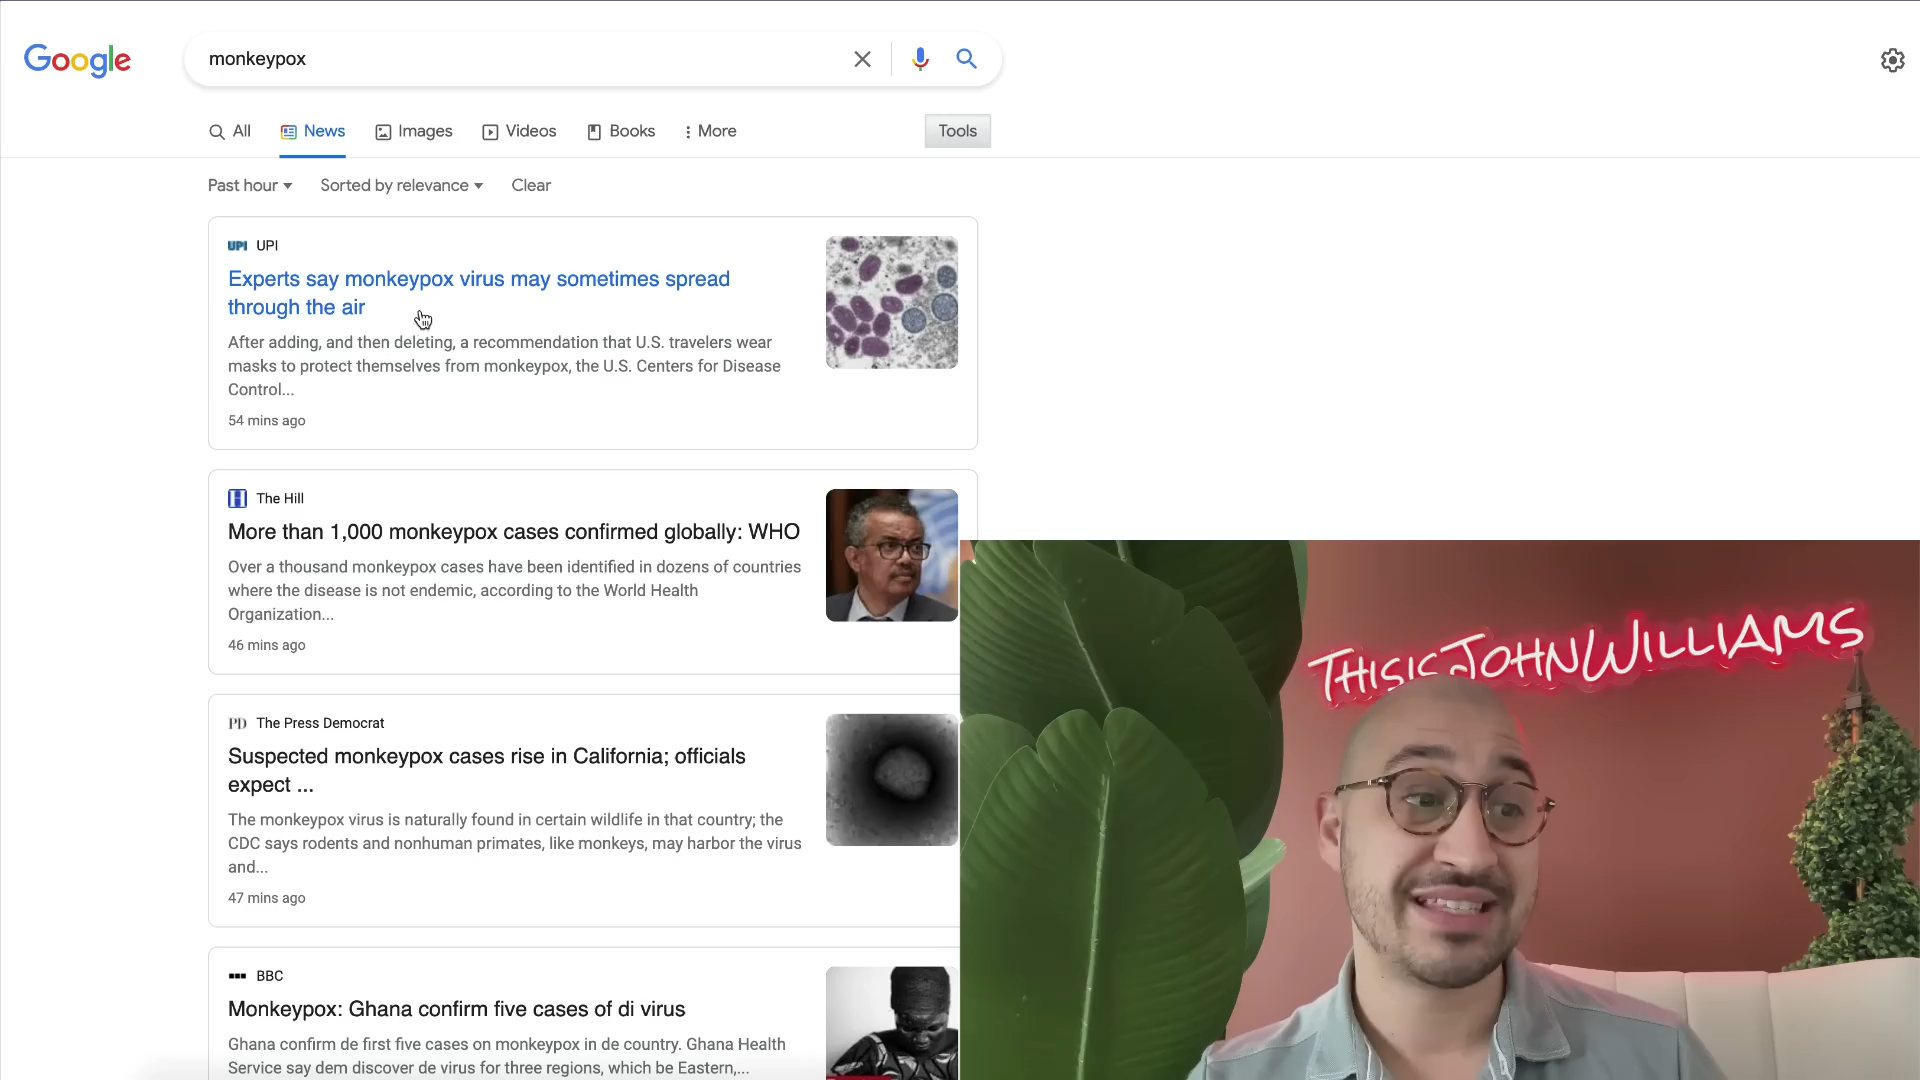 Google
monkeypox
All
News
Images
Videos
Books
More
Tools
Past hour
Sorted by relevance
Clear
UPI UPI
Experts say monkeypox virus may sometimes spread
through the air
After adding, and then deleting, a recommendation that U.S. travelers wear
masks to protect themselves from monkeypox, the U.S. Centers for Disease
Control...
54 mins ago
H The Hill
More than 1,000 monkeypox cases confirmed globally: WHO
Over a thousand monkeypox cases have been identified in dozens of countries
where the disease is not endemic, according to the World Health
Organization...
46 mins ago
PD The Press Democrat
Suspected monkeypox cases rise in California; officials
expect ...
The monkeypox virus is naturally found in certain wildlife in that country; the
CDC says rodents and nonhuman primates, like monkeys, may harbor the virus
and...
47 mins ago
BBC
Monkeypox: Ghana confirm five cases of di virus
Ghana confirm de first five cases on monkeypox in de country. Ghana Health
Service say dem discover de virus for three regions, which be Eastern,...
THISISJOHNWILLIAMS